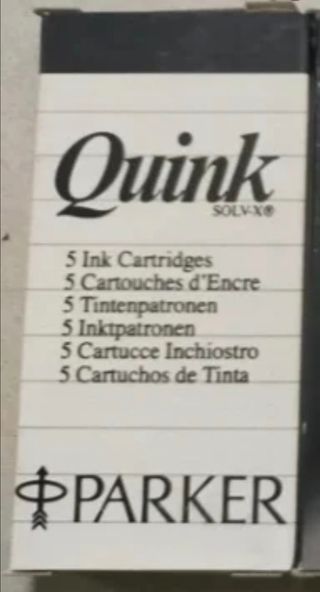 Quink
SOLV-X®
5 Ink Cartridges
5 Cartouches d'Encre
5 Tintenpatronen
5 Inktpatronen
5 Cartucce Inchiostro
5 Cartuchos de Tinta
PARKER